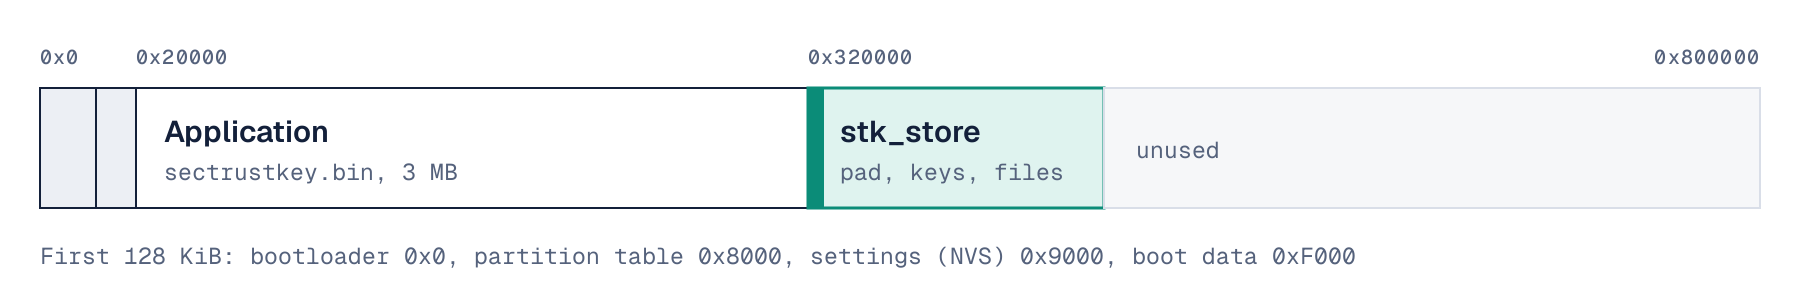 0x0 0x20000 0x320000 0x800000
Application stk_store
sectrustkey.bin, 3 MB pad, keys, files unused
First 128 KiB: bootloader 0x0, partition table 0x8000, settings (NVS) 0x9000, boot data 0xF000